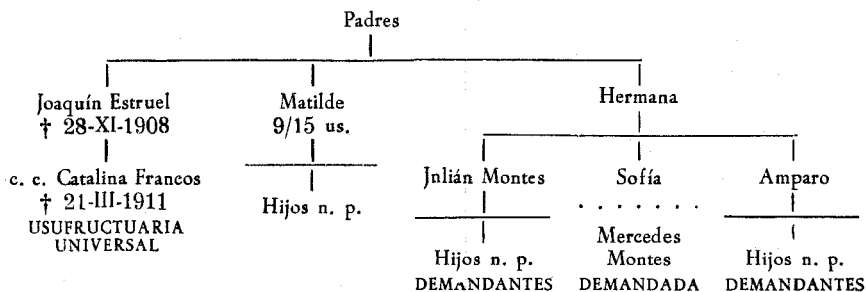 Padres
Joaquín Estruel
† 28-XI-1908
c. c. Catalina Francos
† 21-III-1911
USUFRUCTUARIA
UNIVERSAL
Matilde
9/15 us.
Hijos n. p.
Hermana
Julián Montes
Hijos n. p.
DEMANDANTES
Sofía
. . . . . . .
Mercedes
Montes
DEMANDADA
Amparo
Hijos n. p.
DEMANDANTES